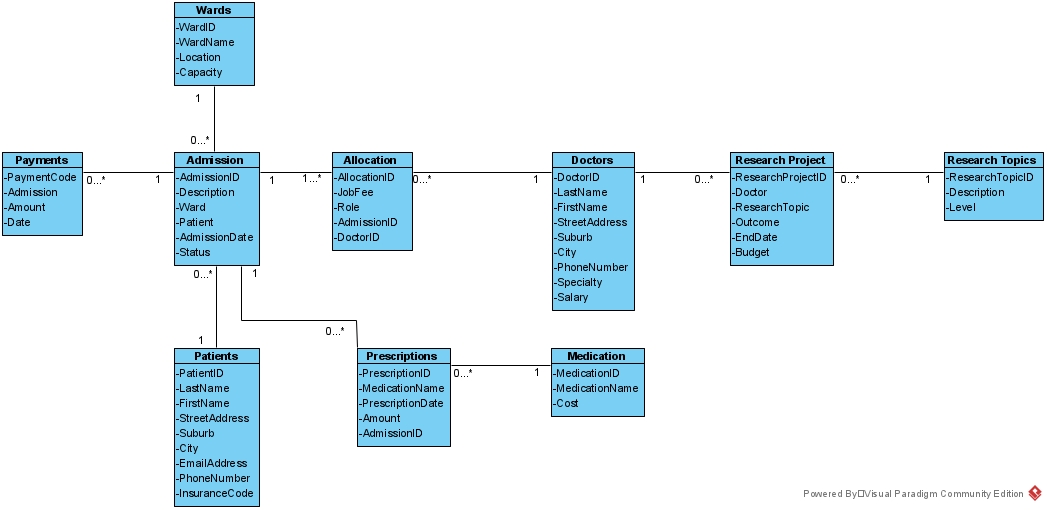 Wards
-WardID
-WardName
-Location
-Capacity
1
0...*
Payments
-PaymentCode
-Admission
-Amount
-Date
0...*
1
Admission
-AdmissionID
-Description
-Ward
-Patient
-AdmissionDate
-Status
1
1...*
Allocation
-AllocationID
-JobFee
-Role
-AdmissionID
-DoctorID
0...*
1
Doctors
-DoctorID
-LastName
-FirstName
-StreetAddress
-Suburb
-City
-PhoneNumber
-Specialty
-Salary
1
0...*
Research Project
-ResearchProjectID
-Doctor
-ResearchTopic
-Outcome
-EndDate
-Budget
0...*
1
Research Topics
-ResearchTopicID
-Description
-Level
0...*
1
1
0...*
Patients
-PatientID
-LastName
-FirstName
-StreetAddress
-Suburb
-City
-EmailAddress
-PhoneNumber
-InsuranceCode
Prescriptions
-PrescriptionID
-MedicationName
-PrescriptionDate
-Amount
-AdmissionID
0...*
1
Medication
-MedicationID
-MedicationName
-Cost
Powered By Visual Paradigm Community Edition